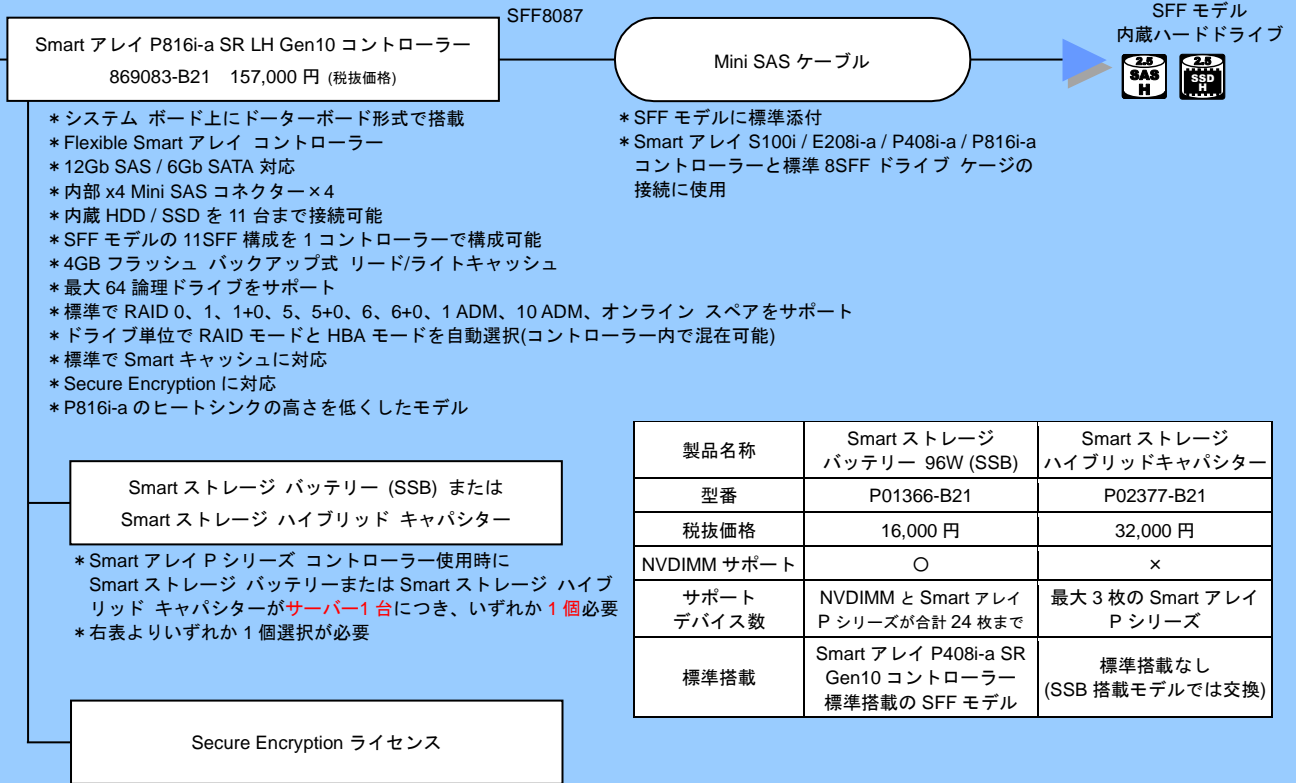 SFF8087
SFF モデル
内蔵ハードドライブ
Smart アレイ P816i-a SR LH Gen10 コントローラー
869083-B21 157,000 円 (税抜価格)
Mini SAS ケーブル
2.5
SAS
H
2.5
SSD
H
＊システム ボード上にドーターボード形式で搭載
＊Flexible Smart アレイ コントローラー
＊12Gb SAS / 6Gb SATA 対応
＊内部 x4 Mini SAS コネクター×4
＊内蔵 HDD / SSD を 11 台まで接続可能
＊SFF モデルの 11SFF 構成を 1 コントローラーで構成可能
＊4GB フラッシュ バックアップ式 リード/ライトキャッシュ
＊最大 64 論理ドライブをサポート
＊標準で RAID 0、1、1+0、5、5+0、6、6+0、1 ADM、10 ADM、オンライン スペアをサポート
＊ドライブ単位で RAID モードと HBA モードを自動選択(コントローラー内で混在可能)
＊標準で Smart キャッシュに対応
＊Secure Encryption に対応
＊P816i-a のヒートシンクの高さを低くしたモデル
＊SFF モデルに標準添付
＊Smart アレイ S100i / E208i-a / P408i-a / P816i-a
コントローラーと標準 8SFF ドライブ ケージの
接続に使用
Smart ストレージ バッテリー (SSB) または
Smart ストレージ ハイブリッド キャパシター
＊Smart アレイ P シリーズ コントローラー使用時に
Smart ストレージ バッテリーまたは Smart ストレージ ハイブ
リッド キャパシターがサーバー1 台につき、いずれか 1 個必要
＊右表よりいずれか 1 個選択が必要
Secure Encryption ライセンス
製品名称
Smart ストレージ
バッテリー 96W (SSB)
Smart ストレージ
ハイブリッドキャパシター
型番
P01366-B21
P02377-B21
税抜価格
16,000 円
32,000 円
NVDIMM サポート
○
×
サポート
デバイス数
NVDIMM と Smart アレイ
P シリーズが合計 24 枚まで
最大 3 枚の Smart アレイ
P シリーズ
標準搭載
Smart アレイ P408i-a SR
Gen10 コントローラー
標準搭載の SFF モデル
標準搭載なし
(SSB 搭載モデルでは交換)